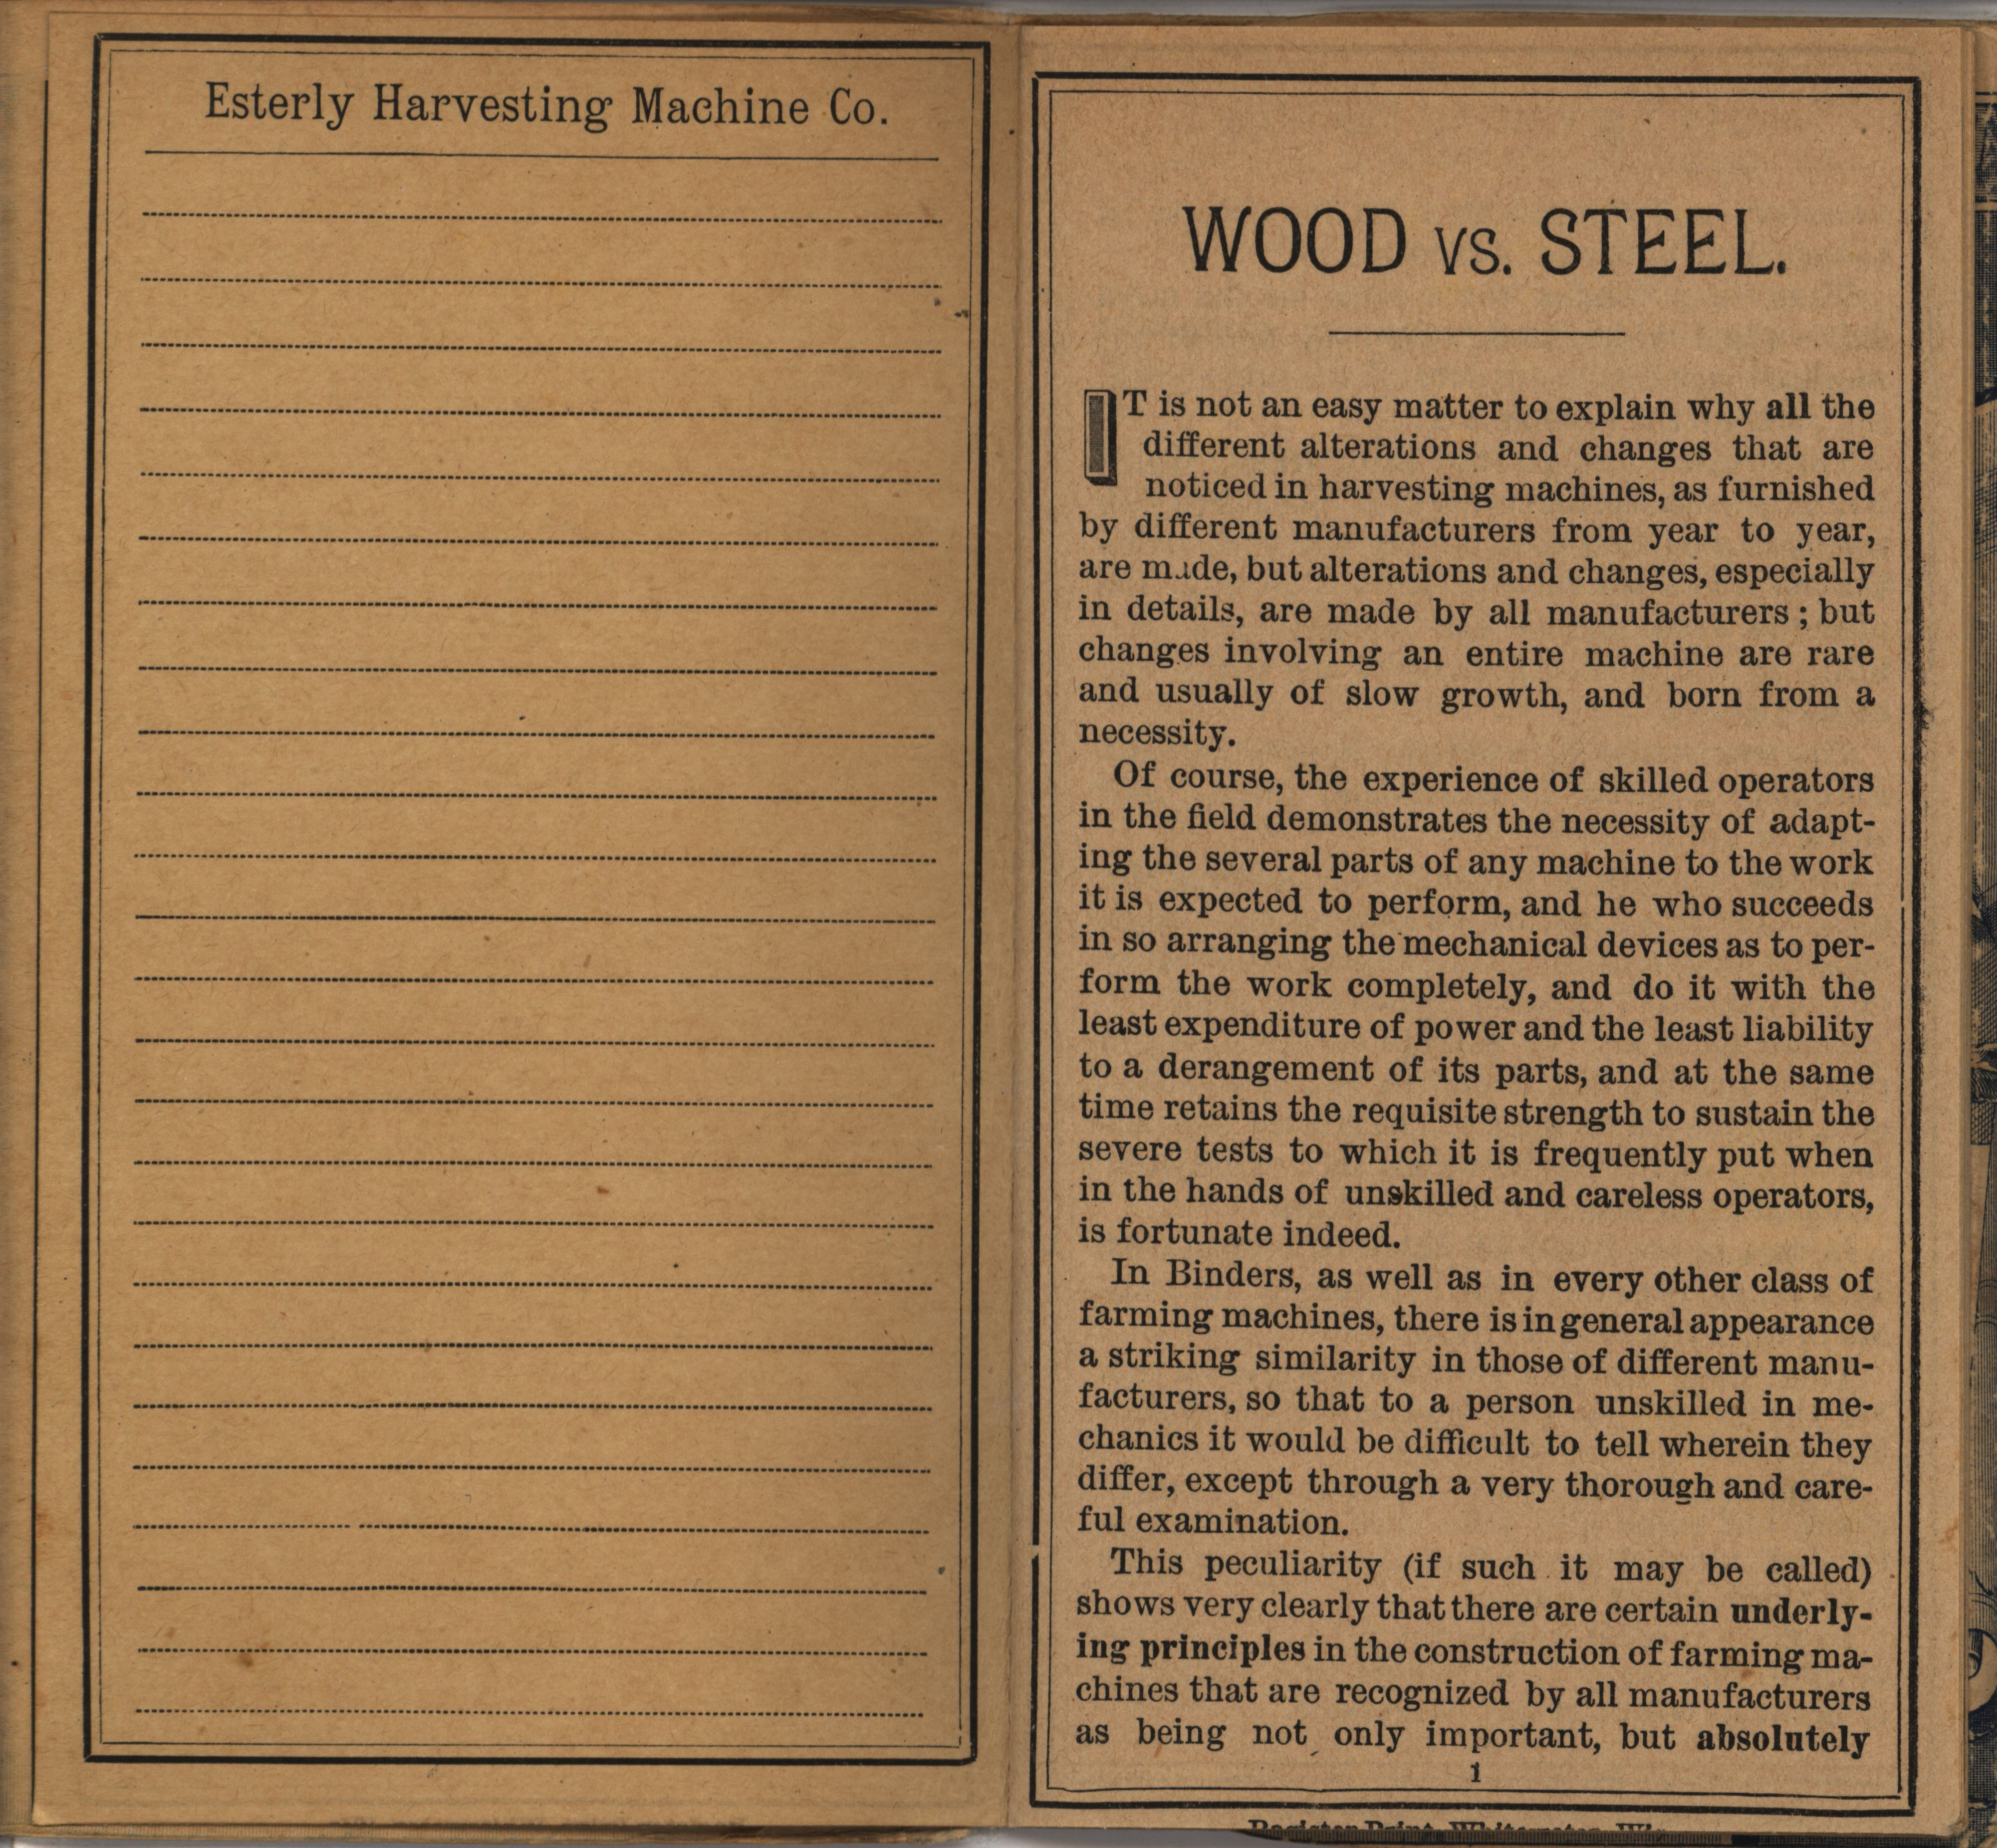 Esterly Harvesting Machine Co.
WOOD vs. STEEL.
IT is not an easy matter to explain why all the
different alterations and changes that are
noticed in harvesting machines, as furnished
by different manufacturers from year to year,
are made, but alterations and changes, especially
in details, are made by all manufacturers ; but
changes involving an entire machine are rare
and usually of slow growth, and born from a
necessity.
Of course, the experience of skilled operators
in the field demonstrates the necessity of adapt-
ing the several parts of any machine to the work
it is expected to perform, and he who succeeds
in so arranging the mechanical devices as to per-
form the work completely, and do it with the
least expenditure of power and the least liability
to a derangement of its parts, and at the same
time retains the requisite strength to sustain the
severe tests to which it is frequently put when
in the hands of unskilled and careless operators,
is fortunate indeed.
In Binders, as well as in every other class of
farming machines, there is in general appearance
a striking similarity in those of different manu-
facturers, so that to a person unskilled in me-
chanics it would be difficult to tell wherein they
differ, except through a very thorough and care-
ful examination.
This peculiarity (if such it may be called)
shows very clearly that there are certain underly-
ing principles in the construction of farming ma-
chines that are recognized by all manufacturers
as being not only important, but absolutely
1
Register Print, Whitewater, Wis.